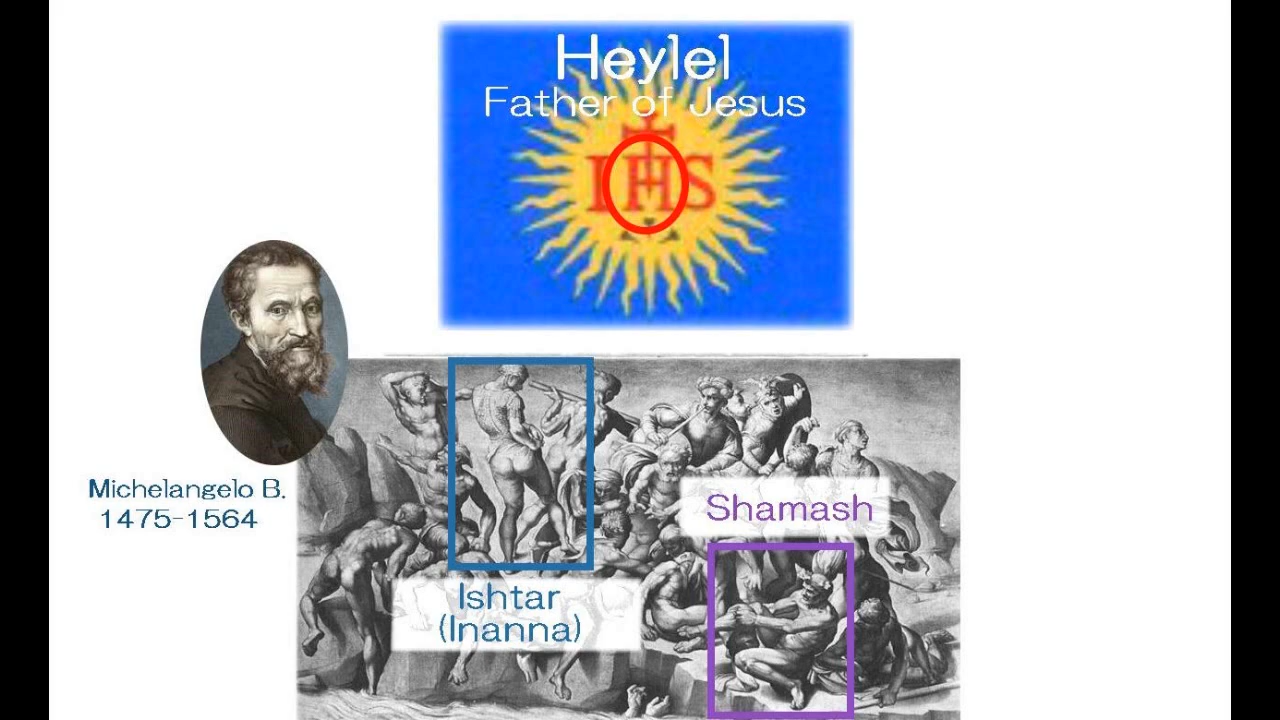 Heylel
Father of Jesus
IHS
Michelangelo B.
1475-1564
Shamash
Ishtar
(Inanna)